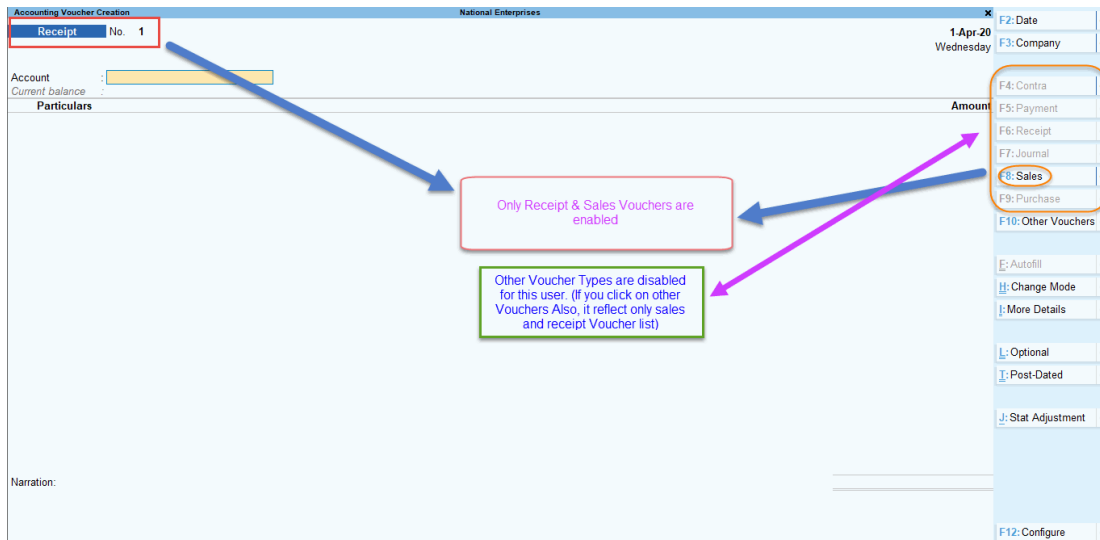 Accounting Voucher Creation National Enterprises x
Receipt No. 1 1-Apr-20
Wednesday
Account :
Current balance :
Particulars Amount
Only Receipt & Sales Vouchers are
enabled
Other Voucher Types are disabled
for this user. (If you click on other
Vouchers Also, it reflect only sales
and receipt Voucher list)
Narration:
F2: Date
F3: Company
F4: Contra
F5: Payment
F6: Receipt
F7: Journal
F8: Sales
F9: Purchase
F10: Other Vouchers
E: Autofill
H: Change Mode
I: More Details
L: Optional
T: Post-Dated
J: Stat Adjustment
F12: Configure